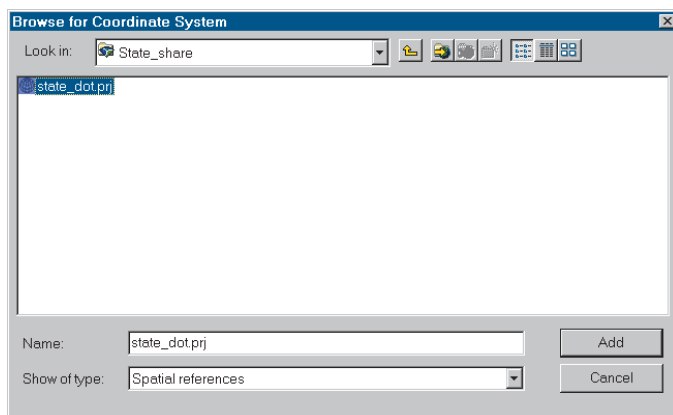 Browse for Coordinate System
Look in: State_share
state_dot.prj
Name: state_dot.prj Add
Show of type: Spatial references Cancel